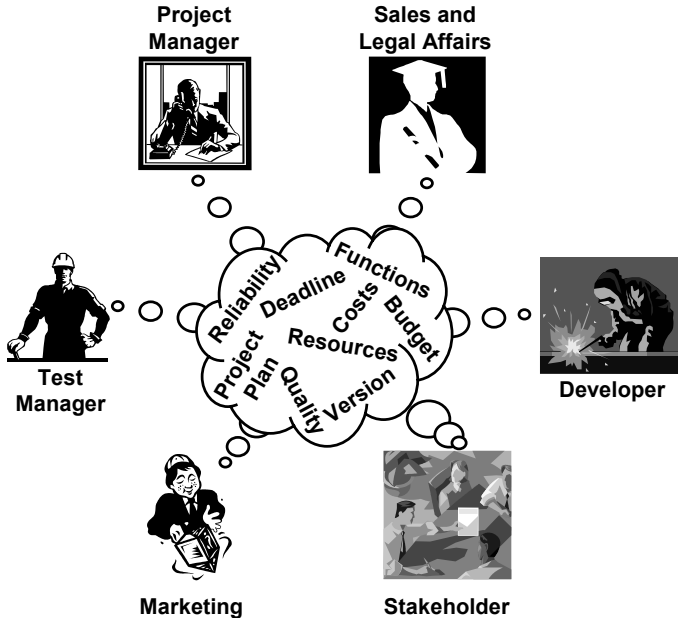 Project
Manager
Sales and
Legal Affairs
Reliability
Deadline
Functions
Costs
Budget
Resources
Project
Plan
Quality
Version
Test
Manager
Developer
Marketing
Stakeholder